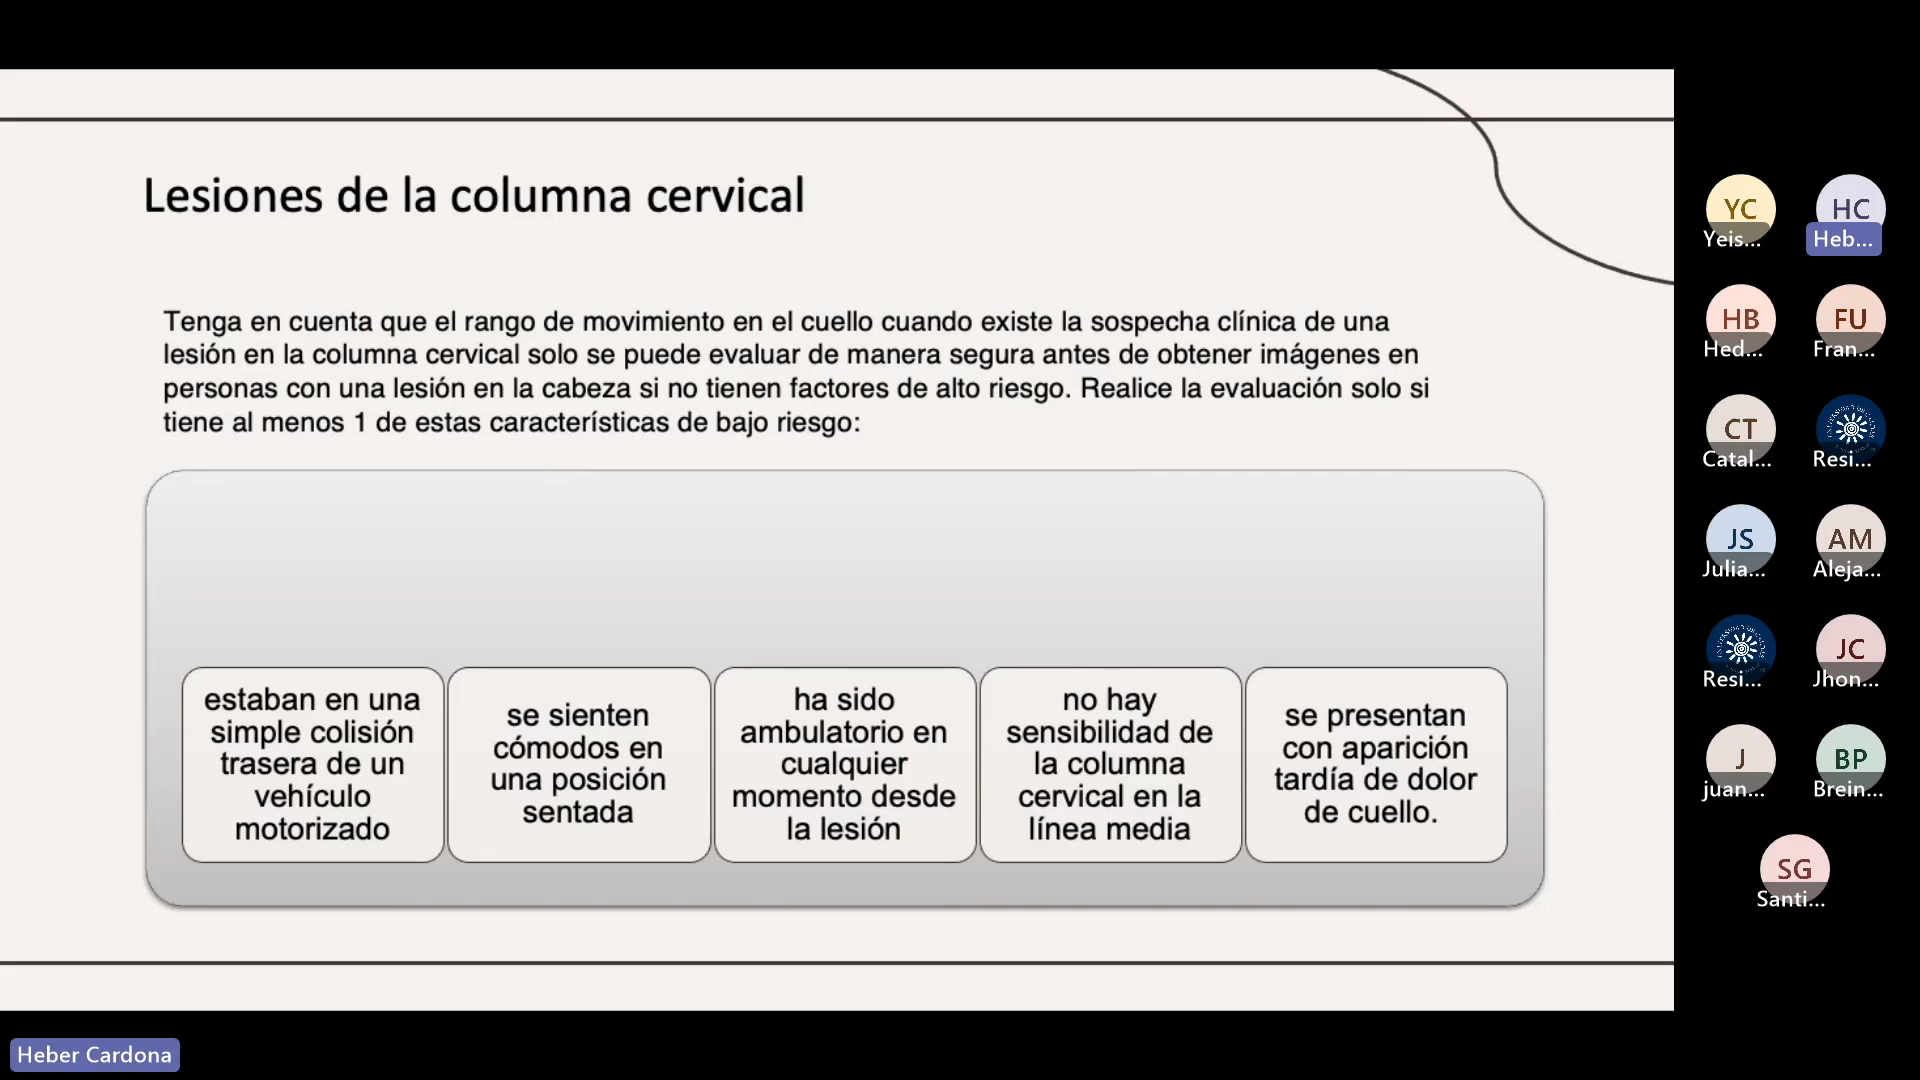 Lesiones de la columna cervical
Tenga en cuenta que el rango de movimiento en el cuello cuando existe la sospecha clínica de una
lesión en la columna cervical solo se puede evaluar de manera segura antes de obtener imágenes en
personas con una lesión en la cabeza si no tienen factores de alto riesgo. Realice la evaluación solo si
tiene al menos 1 de estas características de bajo riesgo:
estaban en una
simple colisión
trasera de un
vehículo
motorizado
se sienten
cómodos en
una posición
sentada
ha sido
ambulatorio en
cualquier
momento desde
la lesión
no hay
sensibilidad de
la columna
cervical en la
línea media
se presentan
con aparición
tardía de dolor
de cuello.
YC
Yeis...
HC
Heb...
HB
Hed...
FU
Fran...
CT
Catal...
Resi...
JS
Julia...
AM
Aleja...
Resi...
JC
Jhon...
J
juan...
BP
Brein...
SG
Santi...
Heber Cardona